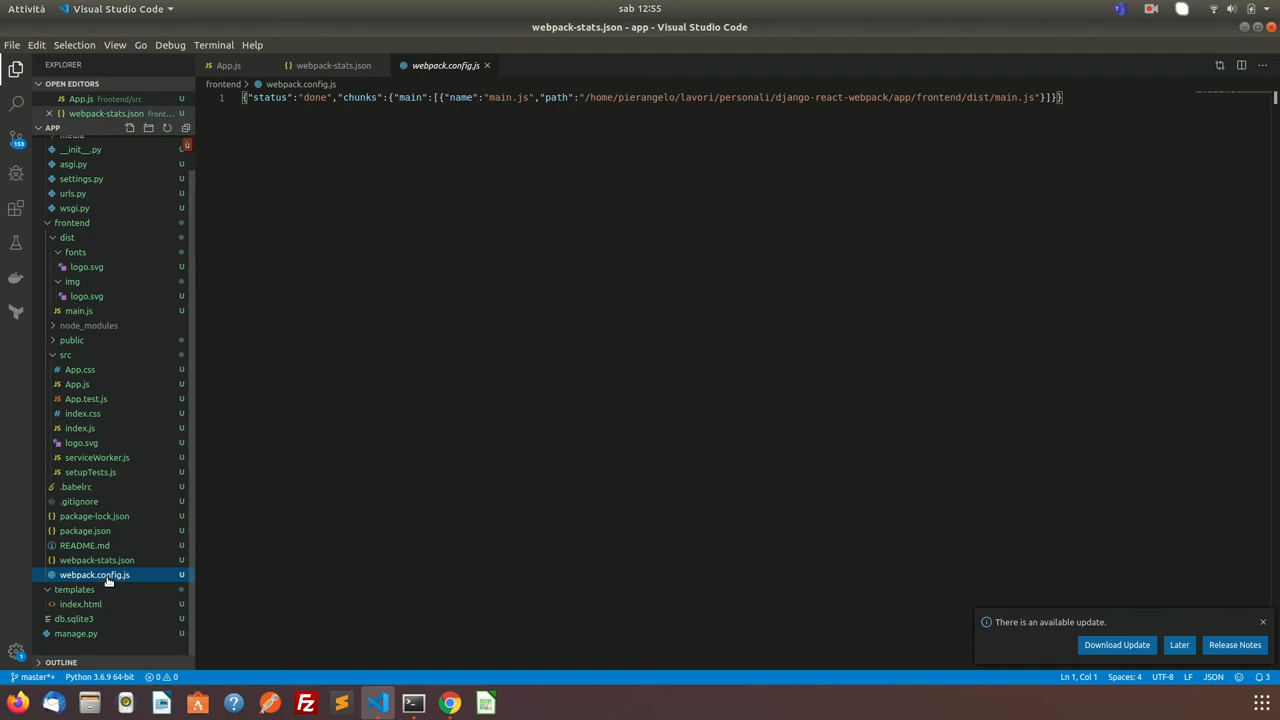 Attività
Visual Studio Code
sab 12:55
webpack-stats.json - app - Visual Studio Code
File Edit Selection View Go Debug Terminal Help
EXPLORER
App.js
webpack-stats.json
webpack.config.js
OPEN EDITORS
frontend > webpack.config.js
App.js frontend/src U
1 {"status":"done","chunks":{"main":[{"name":"main.js","path":"/home/pierangelo/lavori/personali/django-react-webpack/app/frontend/dist/main.js"}]}}
webpack-stats.json front... U
APP
media
ù
__init__.py U
asgi.py U
settings.py U
urls.py U
wsgi.py U
frontend
dist
fonts
logo.svg U
img
logo.svg U
main.js U
node_modules
public
src
App.css U
App.js U
App.test.js U
index.css U
index.js U
logo.svg U
serviceWorker.js U
setupTests.js U
.babelrc U
.gitignore U
package-lock.json U
package.json U
README.md U
webpack-stats.json U
webpack.config.js U
templates
index.html U
db.sqlite3 U
manage.py U
153
There is an available update.
Download Update Later Release Notes
OUTLINE
1
master*+ Python 3.6.9 64-bit 0 0 Ln 1, Col 1 Spaces: 4 UTF-8 LF JSON 3